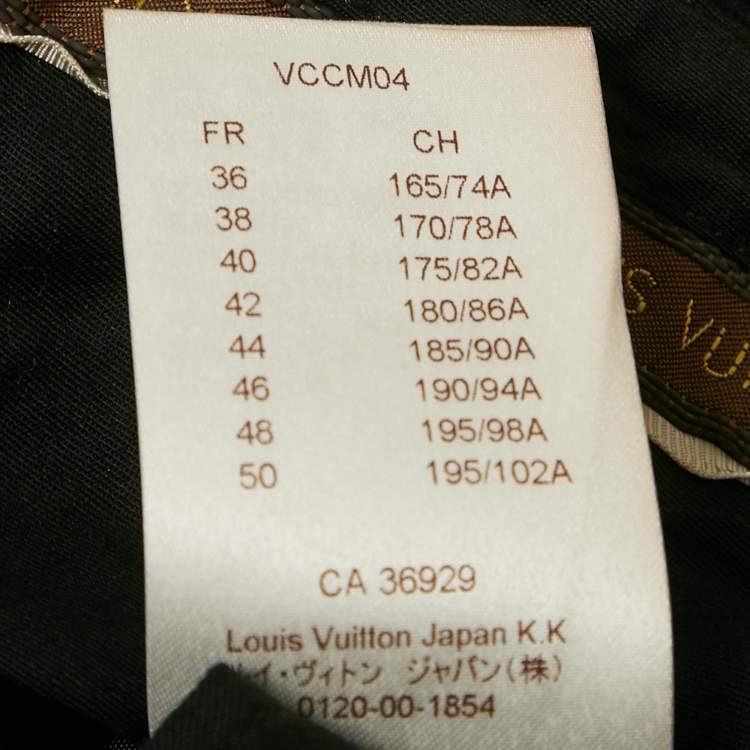 VCCM04
FR CH
36 165/74A
38 170/78A
40 175/82A
42 180/86A
44 185/90A
46 190/94A
48 195/98A
50 195/102A
CA 36929
Louis Vuitton Japan K.K
ルイ・ヴィトン ジャパン(株)
0120-00-1854